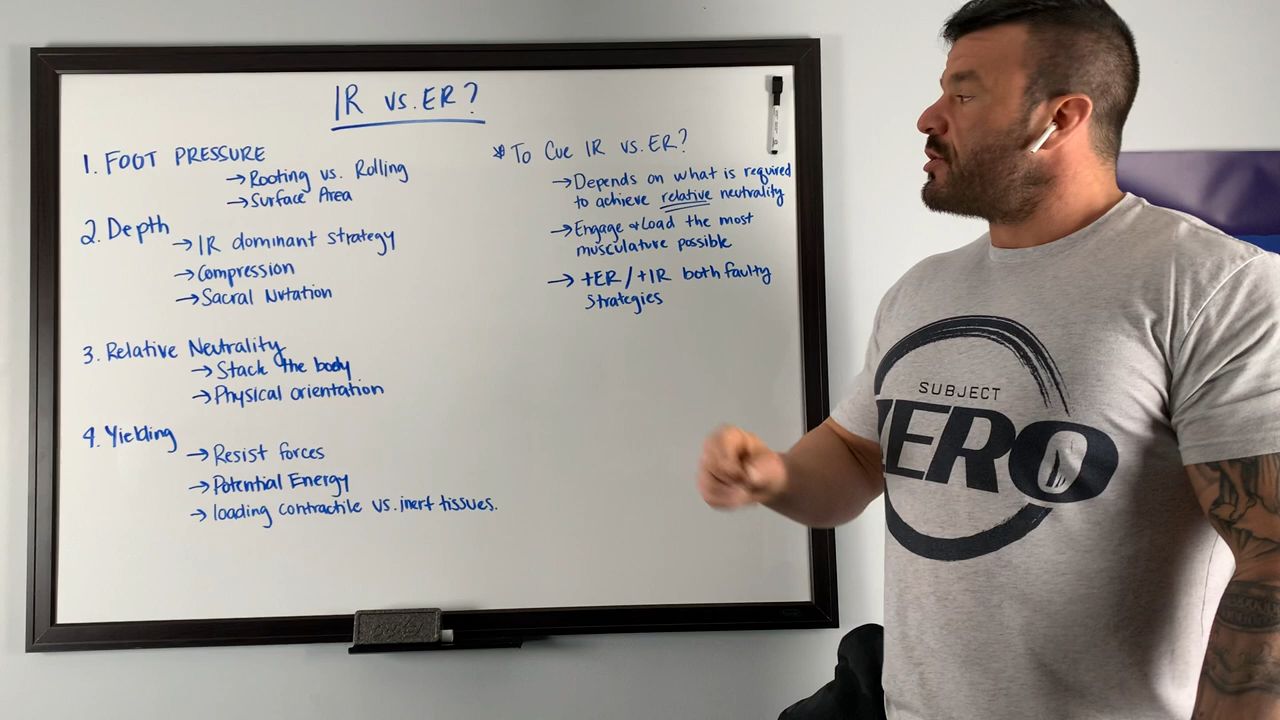 IR vs. ER?
1. FOOT PRESSURE
→ Rooting vs. Rolling
→ Surface Area
2. Depth
→ IR dominant strategy
→ Compression
→ Sacral Nutation
3. Relative Neutrality
→ Stack the body
→ Physical orientation
4. Yielding
→ Resist forces
→ Potential Energy
→ loading contractile vs. inert tissues.
* To Cue IR vs. ER?
→ Depends on what is required
to achieve relative neutrality
→ Engage + Load the most
musculature possible
→ +ER / +IR both faulty
strategies
SUBJECT
ZERO